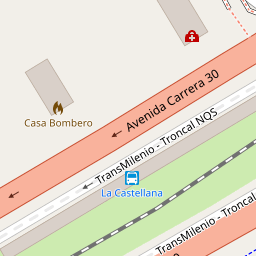 Avenida Carrera 30
Casa Bombero
TransMilenio - Troncal NQS
La Castellana
TransMilenio - Troncal